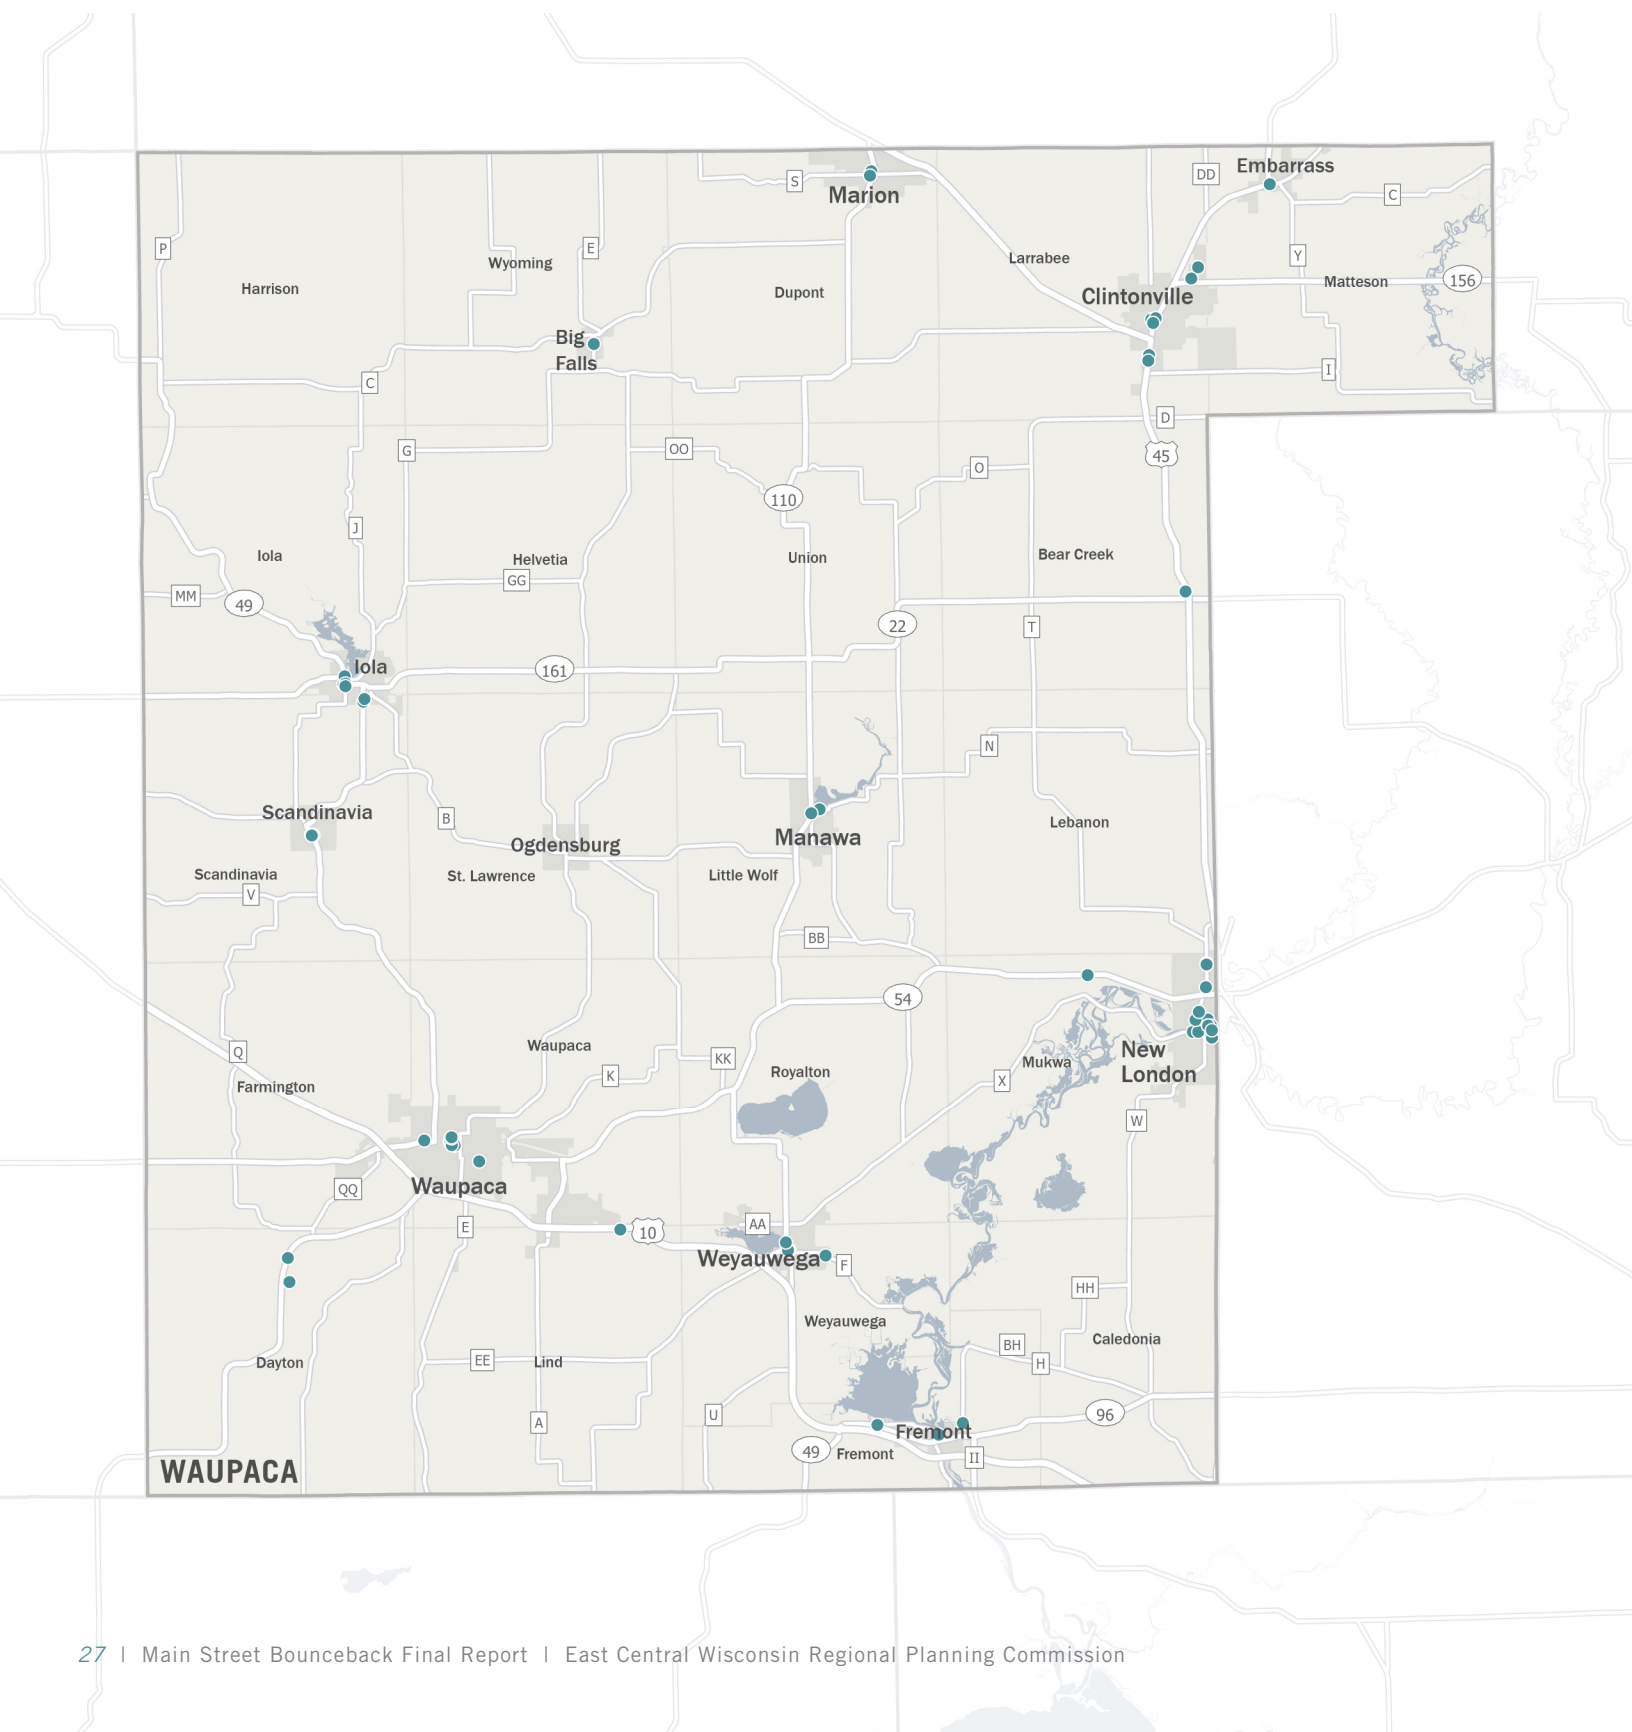 Embarrass
DD
S
Marion
C
P
E
Wyoming
Larrabee
Y
Harrison
Dupont
Matteson
156
Clintonville
Big
Falls
C
I
D
G
OO
45
O
110
J
Iola
Helvetia
Union
Bear Creek
GG
MM
49
22
T
Iola
161
N
Scandinavia
B
Ogdensburg
Manawa
Lebanon
Scandinavia
St. Lawrence
Little Wolf
V
BB
54
Q
Waupaca
KK
New
London
Mukwa
Farmington
K
Royalton
X
W
QQ
Waupaca
E
10
AA
Weyauwega
F
HH
Weyauwega
Caledonia
BH
H
Dayton
EE
Lind
A
U
96
Fremont
49
Fremont
II
WAUPACA
27 | Main Street Bounceback Final Report | East Central Wisconsin Regional Planning Commission